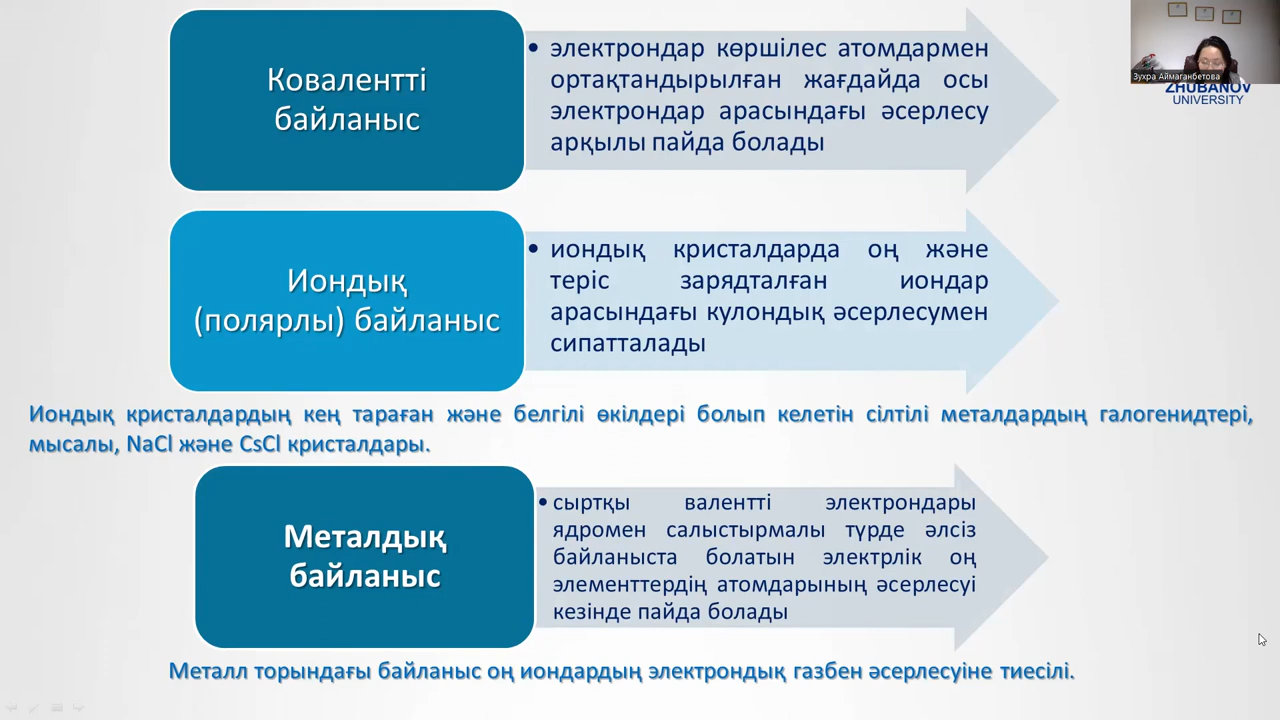 Ковалентті
байланыс
• электрондар көршілес атомдармен
ортақтандырылған жағдайда осы
электрондар арасындағы әсерлесу
арқылы пайда болады
Зухра Аймаганбетова
ZHUBANOV
UNIVERSITY
Иондық
(полярлы) байланыс
• иондық кристалдарда оң және
теріс зарядталған иондар
арасындағы кулондық әсерлесумен
сипатталады
Иондық кристалдардың кең тараған және белгілі өкілдері болып келетін сілтілі металдардың галогенидтері,
мысалы, NaCl және CsCl кристалдары.
Металдық
байланыс
• сыртқы валентті электрондары
ядромен салыстырмалы түрде әлсіз
байланыста болатын электрлік оң
элементтердің атомдарының әсерлесуі
кезінде пайда болады
Металл торындағы байланыс оң иондардың электрондық газбен әсерлесуіне тиесілі.